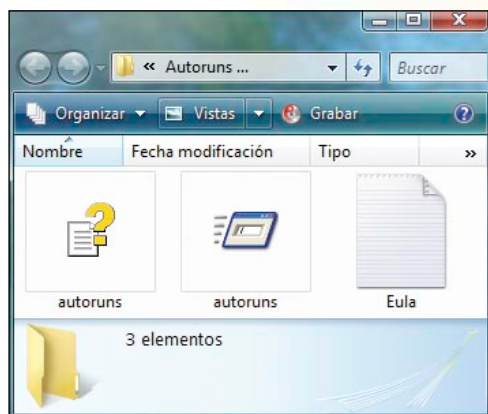 « Autoruns ... Buscar
Organizar Vistas Grabar
Nombre Fecha modificación Tipo »
autoruns autoruns Eula
3 elementos